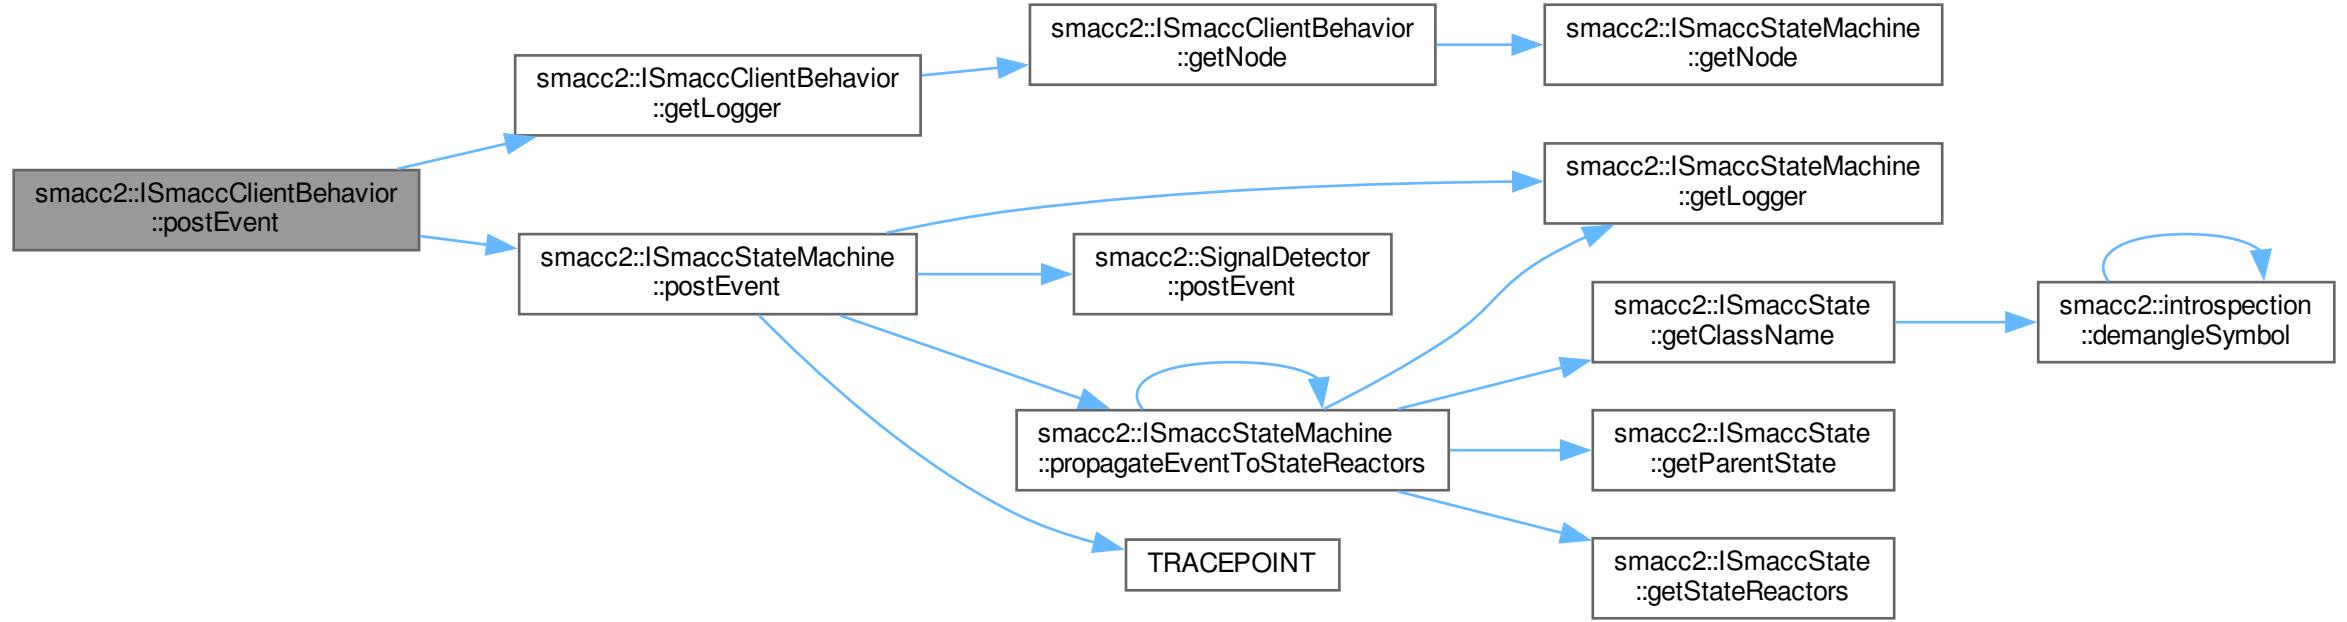 smacc2::ISmaccClientBehavior
::postEvent
smacc2::ISmaccClientBehavior
::getLogger
smacc2::ISmaccClientBehavior
::getNode
smacc2::ISmaccStateMachine
::getNode
smacc2::ISmaccStateMachine
::postEvent
smacc2::ISmaccStateMachine
::getLogger
smacc2::SignalDetector
::postEvent
smacc2::ISmaccStateMachine
::propagateEventToStateReactors
smacc2::ISmaccState
::getClassName
smacc2::introspection
::demangleSymbol
smacc2::ISmaccState
::getParentState
smacc2::ISmaccState
::getStateReactors
TRACEPOINT